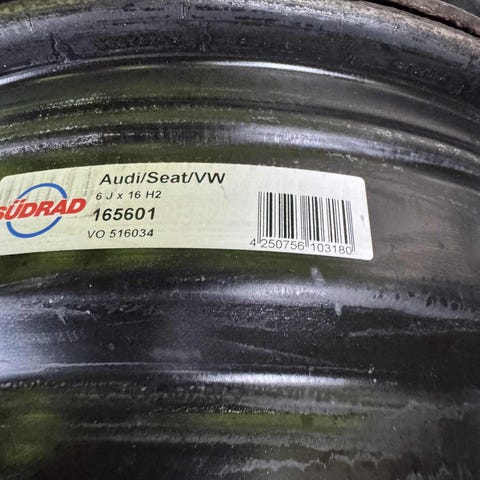 SÜDRAD
Audi/Seat/VW
6 J x 16 H2
165601
VO 516034
4 250756 103180